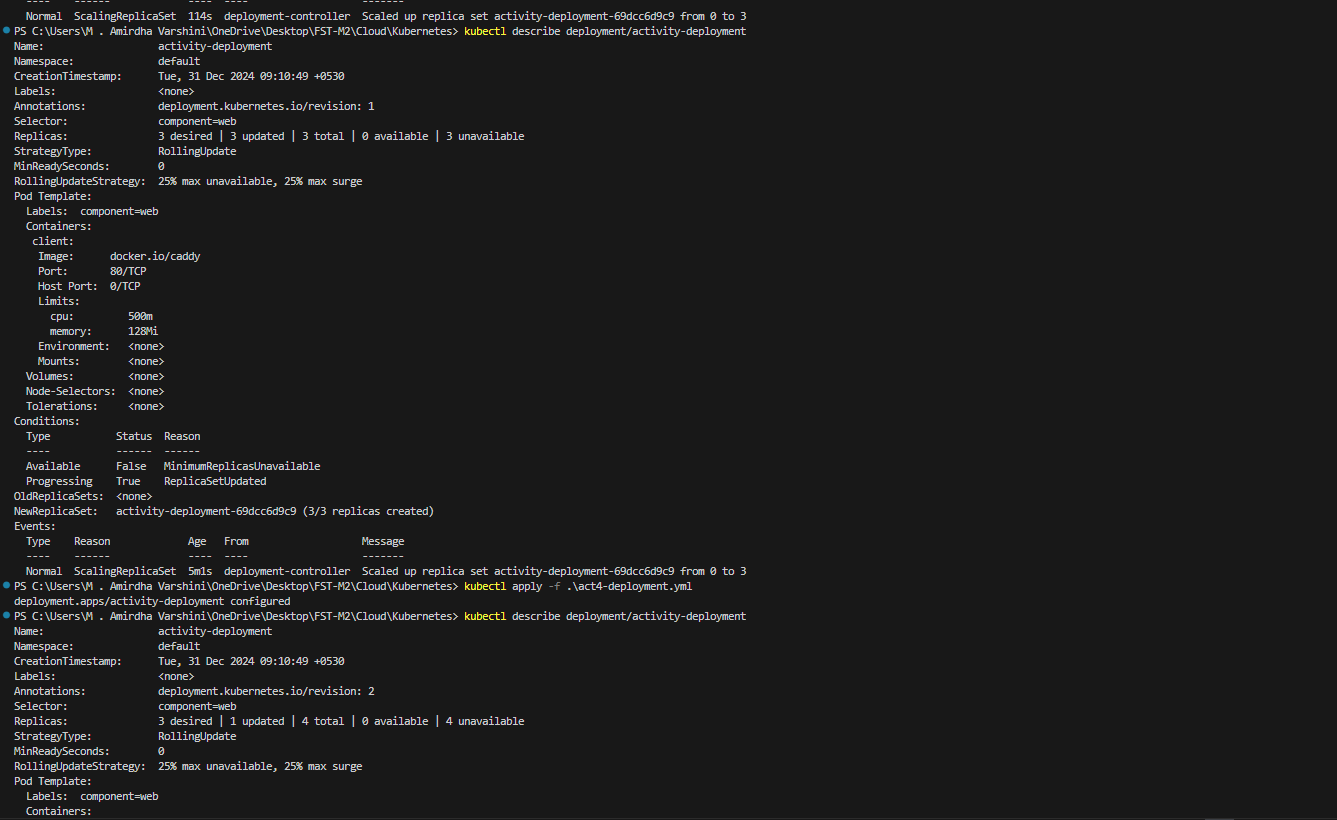 ---- ------ ---- ---- -------
Normal ScalingReplicaSet 114s deployment-controller Scaled up replica set activity-deployment-69dcc6d9c9 from 0 to 3
PS C:\Users\M . Amirdha Varshini\OneDrive\Desktop\FST-M2\Cloud\Kubernetes> kubectl describe deployment/activity-deployment
Name: activity-deployment
Namespace: default
CreationTimestamp: Tue, 31 Dec 2024 09:10:49 +0530
Labels: <none>
Annotations: deployment.kubernetes.io/revision: 1
Selector: component=web
Replicas: 3 desired | 3 updated | 3 total | 0 available | 3 unavailable
StrategyType: RollingUpdate
MinReadySeconds: 0
RollingUpdateStrategy: 25% max unavailable, 25% max surge
Pod Template:
Labels: component=web
Containers:
client:
Image: docker.io/caddy
Port: 80/TCP
Host Port: 0/TCP
Limits:
cpu: 500m
memory: 128Mi
Environment: <none>
Mounts: <none>
Volumes: <none>
Node-Selectors: <none>
Tolerations: <none>
Conditions:
Type Status Reason
---- ------ ------
Available False MinimumReplicasUnavailable
Progressing True ReplicaSetUpdated
OldReplicaSets: <none>
NewReplicaSet: activity-deployment-69dcc6d9c9 (3/3 replicas created)
Events:
Type Reason Age From Message
---- ------ ---- ---- -------
Normal ScalingReplicaSet 5m1s deployment-controller Scaled up replica set activity-deployment-69dcc6d9c9 from 0 to 3
PS C:\Users\M . Amirdha Varshini\OneDrive\Desktop\FST-M2\Cloud\Kubernetes> kubectl apply -f .\act4-deployment.yml
deployment.apps/activity-deployment configured
PS C:\Users\M . Amirdha Varshini\OneDrive\Desktop\FST-M2\Cloud\Kubernetes> kubectl describe deployment/activity-deployment
Name: activity-deployment
Namespace: default
CreationTimestamp: Tue, 31 Dec 2024 09:10:49 +0530
Labels: <none>
Annotations: deployment.kubernetes.io/revision: 2
Selector: component=web
Replicas: 3 desired | 1 updated | 4 total | 0 available | 4 unavailable
StrategyType: RollingUpdate
MinReadySeconds: 0
RollingUpdateStrategy: 25% max unavailable, 25% max surge
Pod Template:
Labels: component=web
Containers: